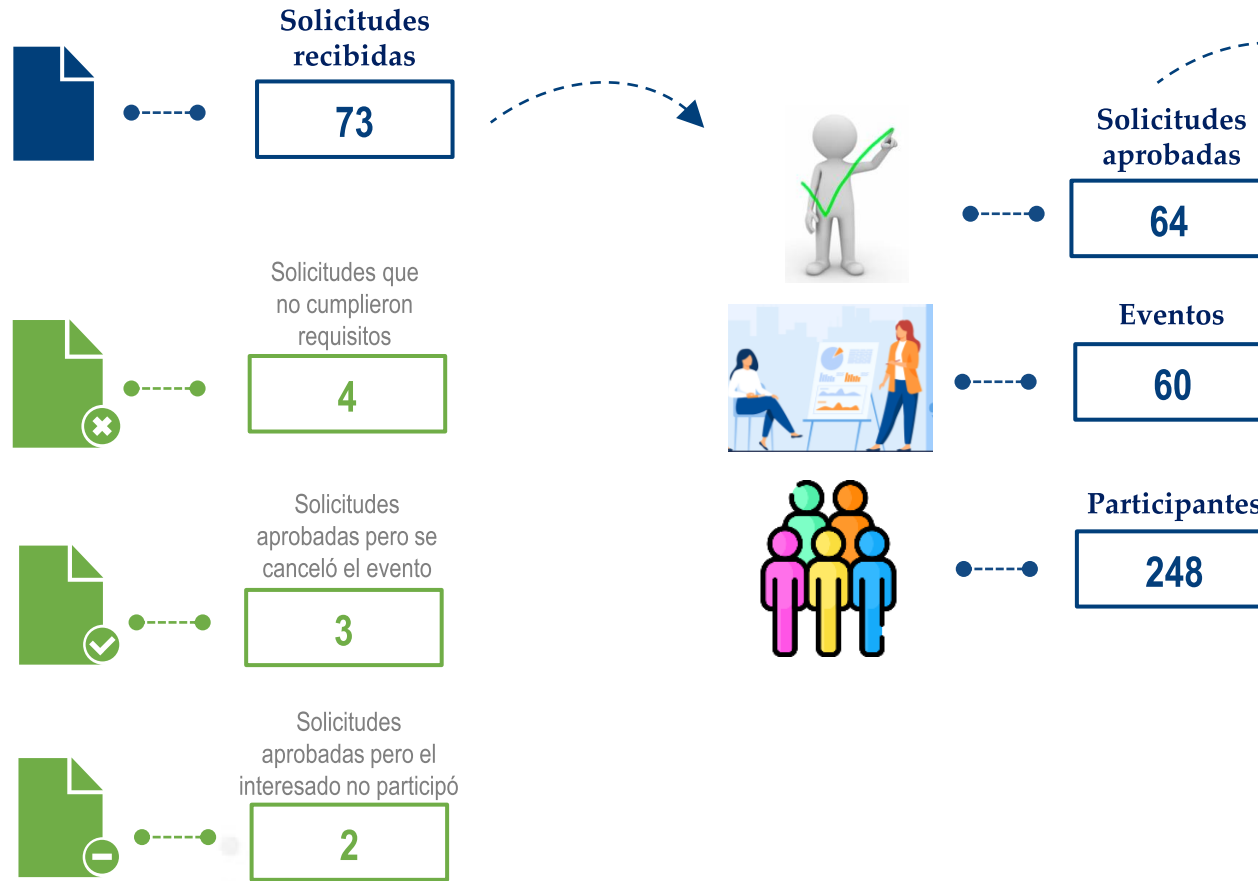 Solicitudes
recibidas
73
Solicitudes que
no cumplieron
requisitos
4
Solicitudes
aprobadas pero se
canceló el evento
3
Solicitudes
aprobadas pero el
interesado no participó
2
Solicitudes
aprobadas
64
Eventos
60
Participantes
248